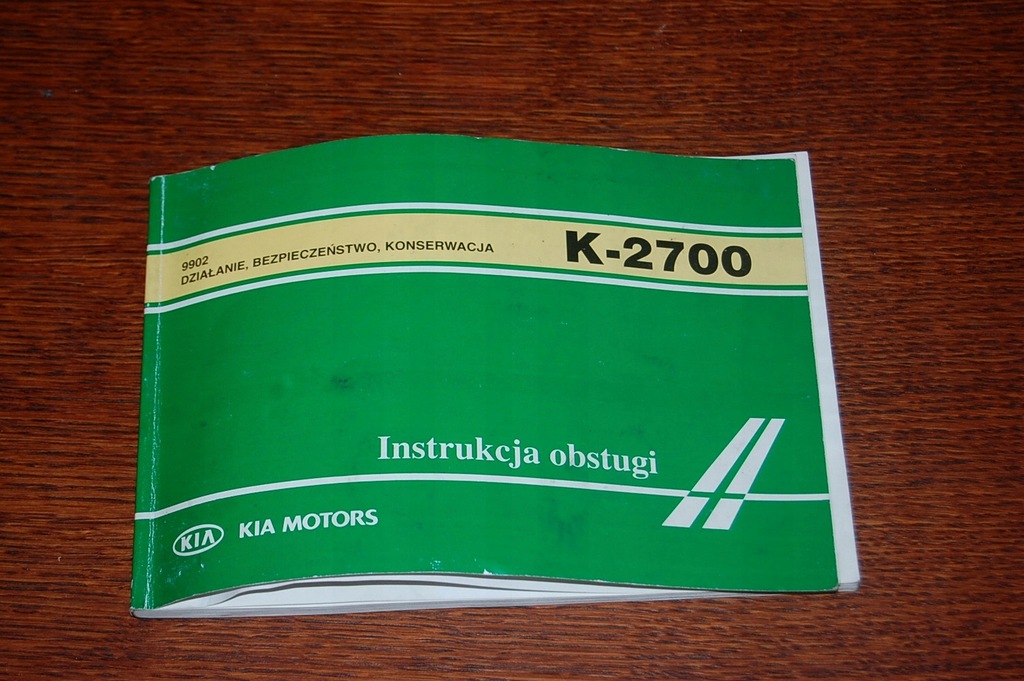 9902
DZIAŁANIE, BEZPIECZEŃSTWO, KONSERWACJA
K-2700
Instrukcja obstugi
KIA KIA MOTORS